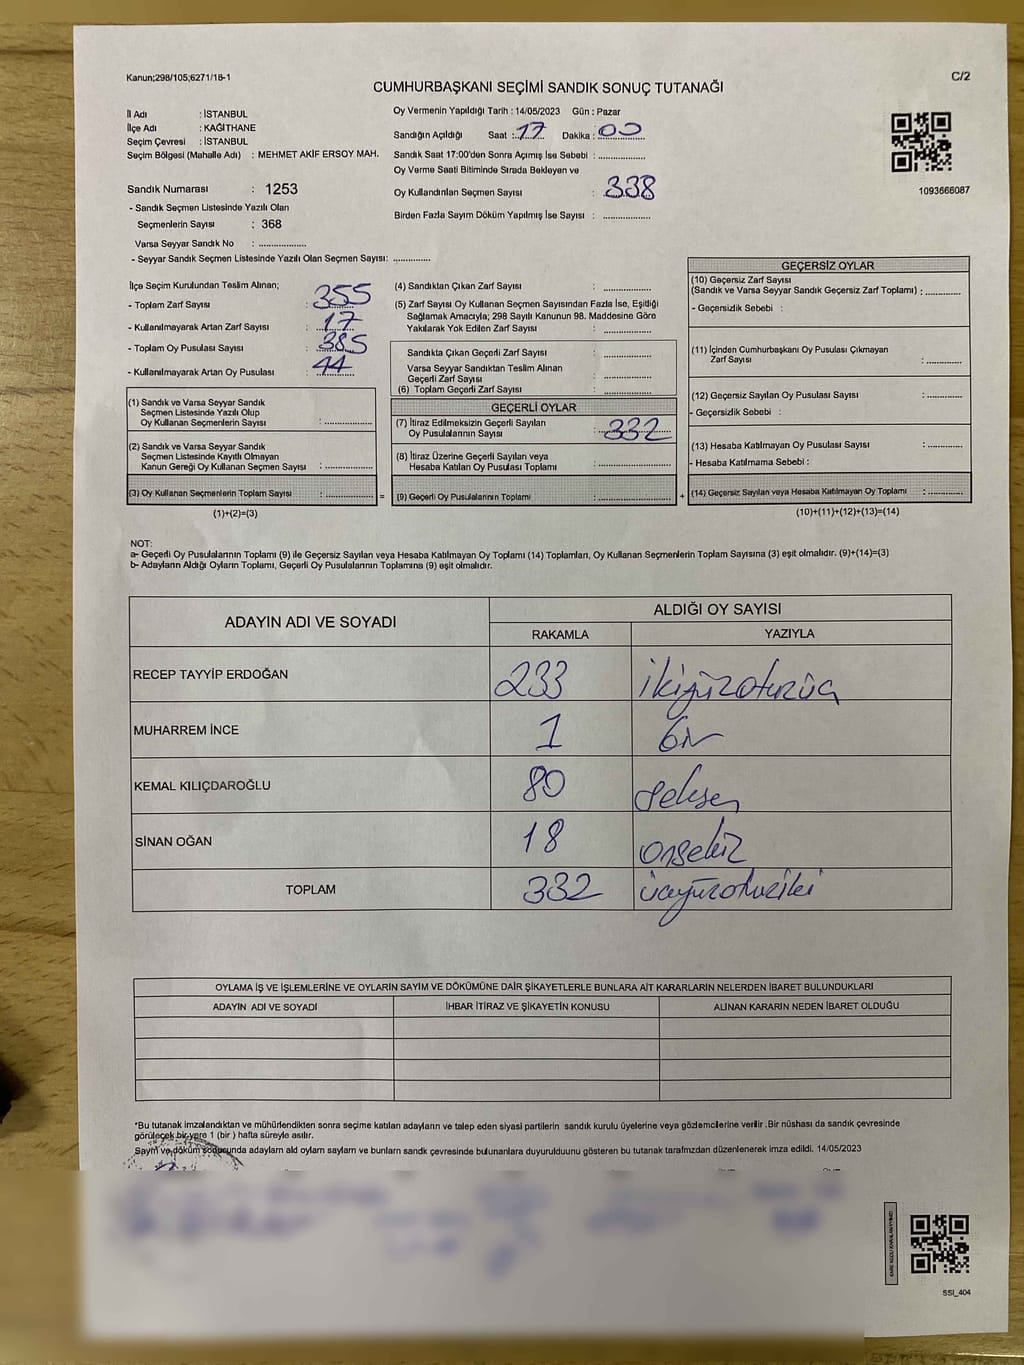 Kanun;298/105;6271/18-1
C/2
CUMHURBAŞKANI SEÇİMİ SANDIK SONUÇ TUTANAĞI
İl Adı : İSTANBUL
İlçe Adı : KAĞITHANE
Seçim Çevresi : İSTANBUL
Seçim Bölgesi (Mahalle Adı) : MEHMET AKİF ERSOY MAH.
Sandık Numarası : 1253
- Sandık Seçmen Listesinde Yazılı Olan
Seçmenlerin Sayısı : 368
Varsa Seyyar Sandık No : ..................
- Seyyar Sandık Seçmen Listesinde Yazılı Olan Seçmen Sayısı: ..............
Oy Vermenin Yapıldığı Tarih : 14/05/2023 Gün : Pazar
Sandığın Açıldığı Saat : 17 Dakika : 00
Sandık Saat 17:00'den Sonra Açımış İse Sebebi : ..................
Oy Verme Saati Bitiminde Sırada Bekleyen ve
Oy Kullandırılan Seçmen Sayısı : 338
Birden Fazla Sayım Döküm Yapılmış İse Sayısı : ..................
1093666087
İlçe Seçim Kurulundan Teslim Alınan;
- Toplam Zarf Sayısı : 355
- Kullanılmayarak Artan Zarf Sayısı : 17
- Toplam Oy Pusulası Sayısı : 385
- Kullanılmayarak Artan Oy Pusulası : 44
(1) Sandık ve Varsa Seyyar Sandık
Seçmen Listesinde Yazılı Olup
Oy Kullanan Seçmenlerin Sayısı : ..................
(2) Sandık ve Varsa Seyyar Sandık
Seçmen Listesinde Kayıtlı Olmayan
Kanun Gereği Oy Kullanan Seçmen Sayısı : ..................
(3) Oy Kullanan Seçmenlerin Toplam Sayısı : .................. =
(1)+(2)=(3)
(4) Sandıktan Çıkan Zarf Sayısı : ..................
(5) Zarf Sayısı Oy Kullanan Seçmen Sayısından Fazla İse, Eşitliği
Sağlamak Amacıyla; 298 Sayılı Kanunun 98. Maddesine Göre
Yakılarak Yok Edilen Zarf Sayısı : ..................
Sandıkta Çıkan Geçerli Zarf Sayısı : ..................
Varsa Seyyar Sandıktan Teslim Alınan
Geçerli Zarf Sayısı : ..................
(6) Toplam Geçerli Zarf Sayısı : ..................
GEÇERLİ OYLAR
(7) İtiraz Edilmeksizin Geçerli Sayılan
Oy Pusulalarının Sayısı : 332
(8) İtiraz Üzerine Geçerli Sayılan veya
Hesaba Katılan Oy Pusulası Toplamı : ..................
(9) Geçerli Oy Pusulalarının Toplamı : .................. +
GEÇERSİZ OYLAR
(10) Geçersiz Zarf Sayısı
(Sandık ve Varsa Seyyar Sandık Geçersiz Zarf Toplamı) : ..............
- Geçersizlik Sebebi :
(11) İçinden Cumhurbaşkanı Oy Pusulası Çıkmayan
Zarf Sayısı : ..............
(12) Geçersiz Sayılan Oy Pusulası Sayısı : ..............
- Geçersizlik Sebebi :
(13) Hesaba Katılmayan Oy Pusulası Sayısı : ..............
- Hesaba Katılmama Sebebi :
(14) Geçersiz Sayılan veya Hesaba Katılmayan Oy Toplamı : ..............
(10)+(11)+(12)+(13)=(14)
NOT:
a- Geçerli Oy Pusulalarının Toplamı (9) ile Geçersiz Sayılan veya Hesaba Katılmayan Oy Toplamı (14) Toplamları, Oy Kullanan Seçmenlerin Toplam Sayısına (3) eşit olmalıdır. (9)+(14)=(3)
b- Adayların Aldığı Oyların Toplamı, Geçerli Oy Pusulalarının Toplamına (9) eşit olmalıdır.
ADAYIN ADI VE SOYADI
ALDIĞI OY SAYISI
RAKAMLA YAZIYLA
RECEP TAYYİP ERDOĞAN 233 ikiyüzotuzüç
MUHARREM İNCE 1 bir
KEMAL KILIÇDAROĞLU 80 seksen
SİNAN OĞAN 18 onsekiz
TOPLAM 332 üçyüzotuziki
OYLAMA İŞ VE İŞLEMLERİNE VE OYLARIN SAYIM VE DÖKÜMÜNE DAİR ŞİKAYETLERLE BUNLARA AİT KARARLARIN NELERDEN İBARET BULUNDUKLARI
ADAYIN ADI VE SOYADI İHBAR İTİRAZ VE ŞİKAYETİN KONUSU ALINAN KARARIN NEDEN İBARET OLDUĞU
*Bu tutanak imzalandıktan ve mühürlendikten sonra seçime katılan adayların ve talep eden siyasi partilerin sandık kurulu üyelerine veya gözlemcilerine verilir .Bir nüshası da sandık çevresinde
görülecek bir yere 1 (bir ) hafta süreyle asılır.
Sayım ve döküm sonucunda adayların ald oyların sayların ve bunların sandk çevresinde bulunanlara duyurulduunu gösteren bu tutanak tarafmzdan düzenlenerek imza edildi. 14/05/2023
SSI_404